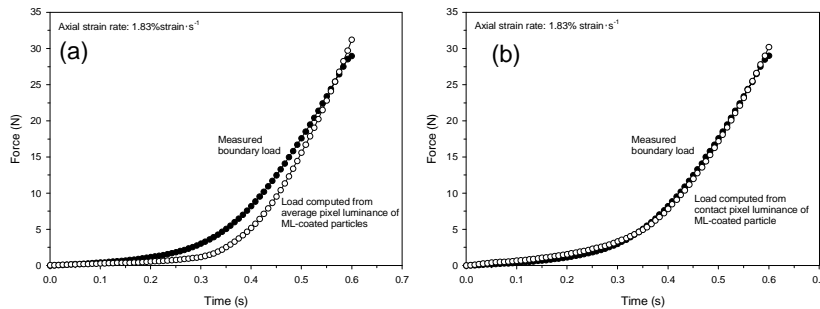 Axial strain rate: 1.83%strain·s⁻¹
(a)
35
30
25
20
15
10
5
0
Force (N)
Measured
boundary load
Load computed from
average pixel luminance of
ML-coated particles
0.0 0.1 0.2 0.3 0.4 0.5 0.6 0.7
Time (s)
Axial strain rate: 1.83% strain·s⁻¹
(b)
35
30
25
20
15
10
5
0
Force (N)
Measured
boundary load
Load computed from
contact pixel luminance of
ML-coated particle
0.0 0.1 0.2 0.3 0.4 0.5 0.6 0.7
Time (s)